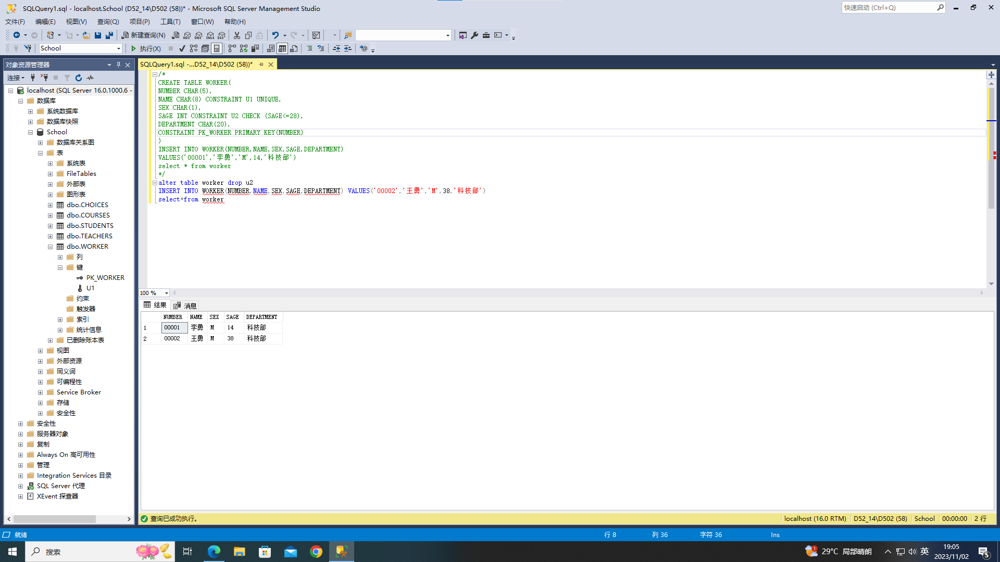 SQLQuery1.sql - localhost.School (D52_14\D502 (58))* - Microsoft SQL Server Management Studio
快速启动 (Ctrl+Q)
文件(F) 编辑(E) 视图(V) 查询(Q) 项目(P) 工具(T) 窗口(W) 帮助(H)
新建查询(N)
MDX DMX XMLA DAX
School
执行(X)
对象资源管理器
连接
localhost (SQL Server 16.0.1000.6 -
数据库
系统数据库
数据库快照
School
数据库关系图
表
系统表
FileTables
外部表
图形表
dbo.CHOICES
dbo.COURSES
dbo.STUDENTS
dbo.TEACHERS
dbo.WORKER
列
键
PK_WORKER
U1
约束
触发器
索引
统计信息
已删除账本表
视图
外部资源
同义词
可编程性
Service Broker
存储
安全性
安全性
服务器对象
复制
Always On 高可用性
管理
Integration Services 目录
SQL Server 代理
XEvent 探查器
SQLQuery1.sql -...D52_14\D502 (58))*
/*
CREATE TABLE WORKER(
NUMBER CHAR(5),
NAME CHAR(8) CONSTRAINT U1 UNIQUE,
SEX CHAR(1),
SAGE INT CONSTRAINT U2 CHECK (SAGE<=28),
DEPARTMENT CHAR(20),
CONSTRAINT PK_WORKER PRIMARY KEY(NUMBER)
)
INSERT INTO WORKER(NUMBER,NAME,SEX,SAGE,DEPARTMENT)
VALUES('00001','李勇','M',14,'科技部')
select * from worker
*/
alter table worker drop u2
INSERT INTO WORKER(NUMBER,NAME,SEX,SAGE,DEPARTMENT) VALUES('00002','王勇','M',38,'科技部')
select*from worker
100 %
结果 消息
NUMBER NAME SEX SAGE DEPARTMENT
1 00001 李勇 M 14 科技部
2 00002 王勇 M 38 科技部
查询已成功执行。
localhost (16.0 RTM) D52_14\D502 (58) School 00:00:00 2 行
就绪 行 8 列 36 字符 36 Ins
搜索
1 29°C 局部晴朗
英
19:05
2023/11/02
5